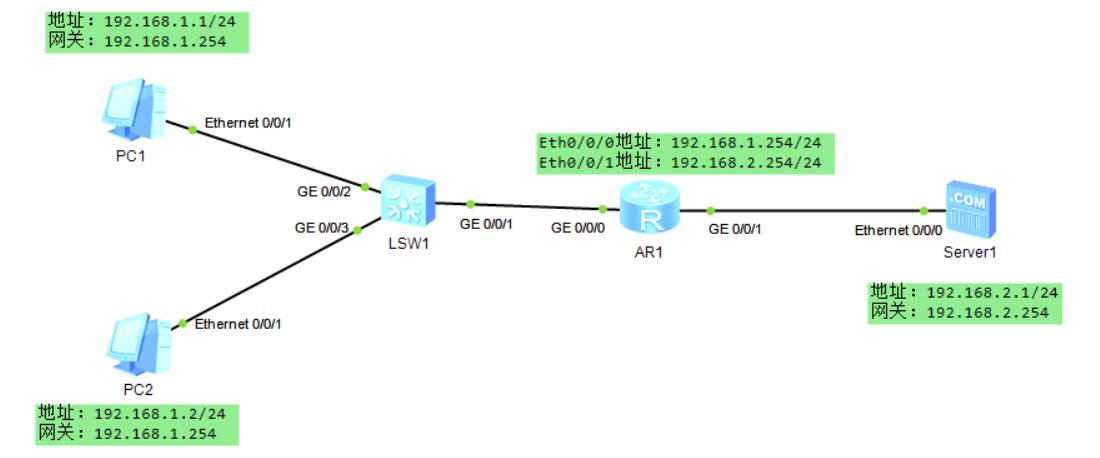 地址：192.168.1.1/24
网关：192.168.1.254
Ethernet 0/0/1
PC1
Eth0/0/0地址：192.168.1.254/24
Eth0/0/1地址：192.168.2.254/24
GE 0/0/2
GE 0/0/3
LSW1
GE 0/0/1
GE 0/0/0
R
AR1
GE 0/0/1
.COM
Ethernet 0/0/0
Server1
地址：192.168.2.1/24
网关：192.168.2.254
Ethernet 0/0/1
PC2
地址：192.168.1.2/24
网关：192.168.1.254